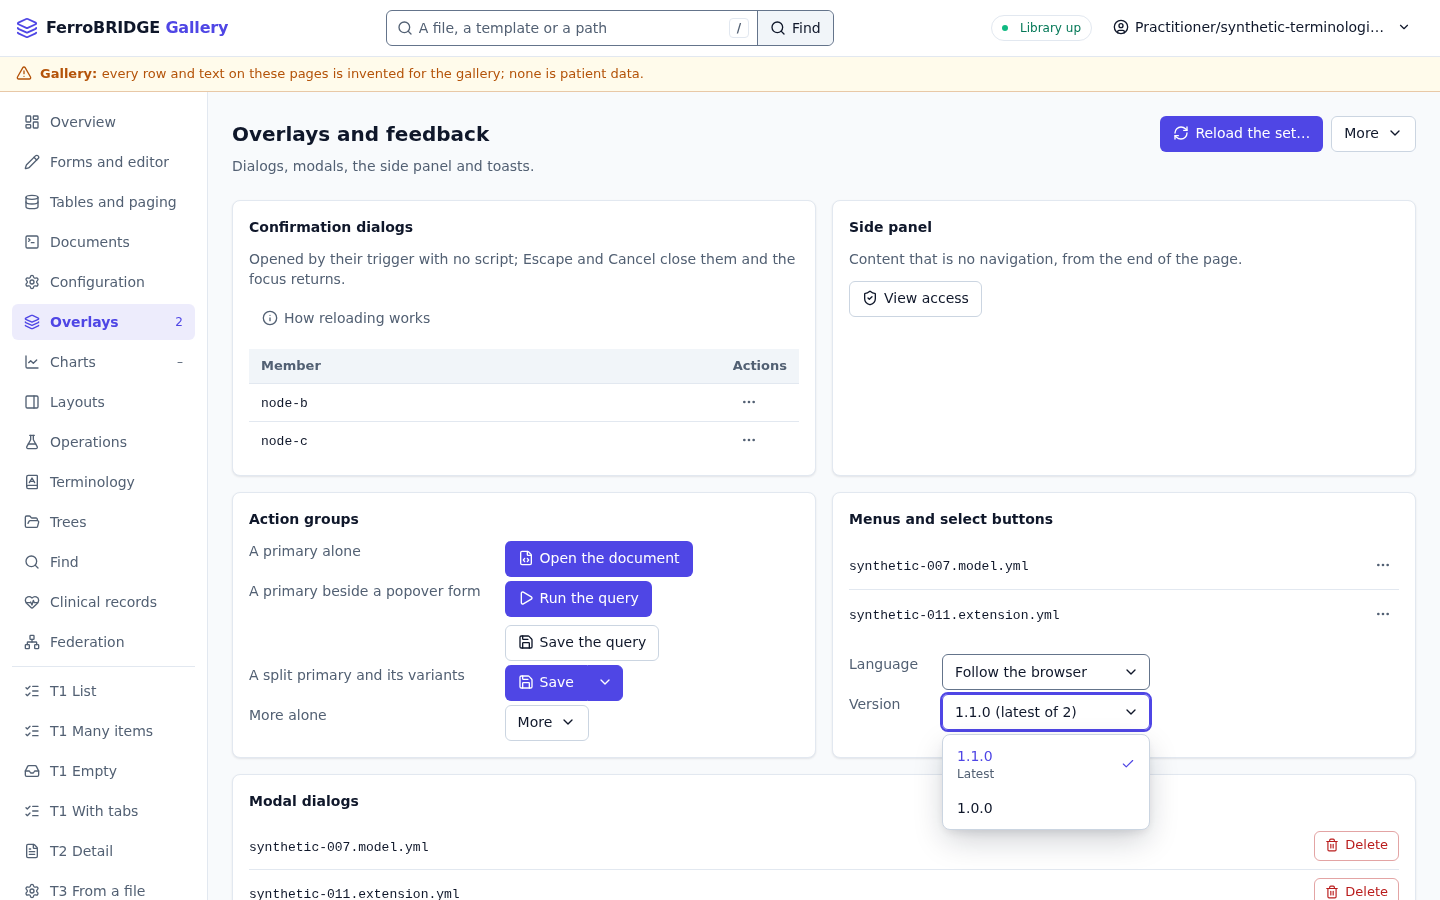 FerroBRIDGE Gallery
A file, a template or a path
/
Find
Library up
Practitioner/synthetic-terminologi...
Gallery: every row and text on these pages is invented for the gallery; none is patient data.
Overview
Forms and editor
Tables and paging
Documents
Configuration
Overlays 2
Charts –
Layouts
Operations
Terminology
Trees
Find
Clinical records
Federation
T1 List
T1 Many items
T1 Empty
T1 With tabs
T2 Detail
T3 From a file
Overlays and feedback
Dialogs, modals, the side panel and toasts.
Reload the set...
More
Confirmation dialogs
Opened by their trigger with no script; Escape and Cancel close them and the
focus returns.
How reloading works
Member Actions
node-b
node-c
Side panel
Content that is no navigation, from the end of the page.
View access
Action groups
A primary alone
Open the document
A primary beside a popover form
Run the query
Save the query
A split primary and its variants
Save
More alone
More
Menus and select buttons
synthetic-007.model.yml
synthetic-011.extension.yml
Language
Follow the browser
Version
1.1.0 (latest of 2)
1.1.0
Latest
1.0.0
Modal dialogs
synthetic-007.model.yml
Delete
synthetic-011.extension.yml
Delete